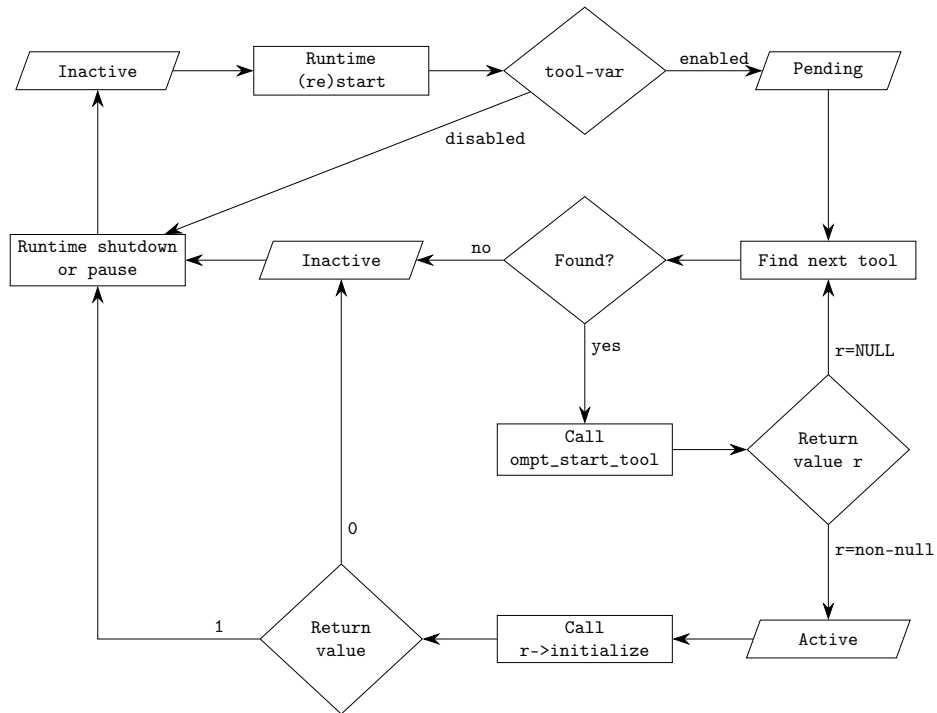 Inactive
Runtime
(re)start
tool-var
enabled
Pending
disabled
Runtime shutdown
or pause
Inactive
no
Found?
Find next tool
yes
r=NULL
Call
ompt_start_tool
Return
value r
0
r=non-null
1
Return
value
Call
r->initialize
Active